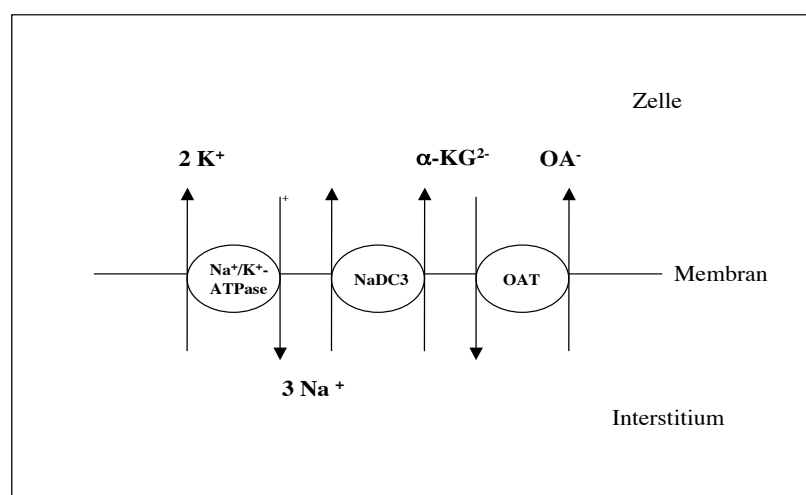 Zelle
2 K⁺ α-KG²⁻ OA⁻
+
Na⁺/K⁺-
ATPase
NaDC3
OAT
Membran
3 Na ⁺
Interstitium